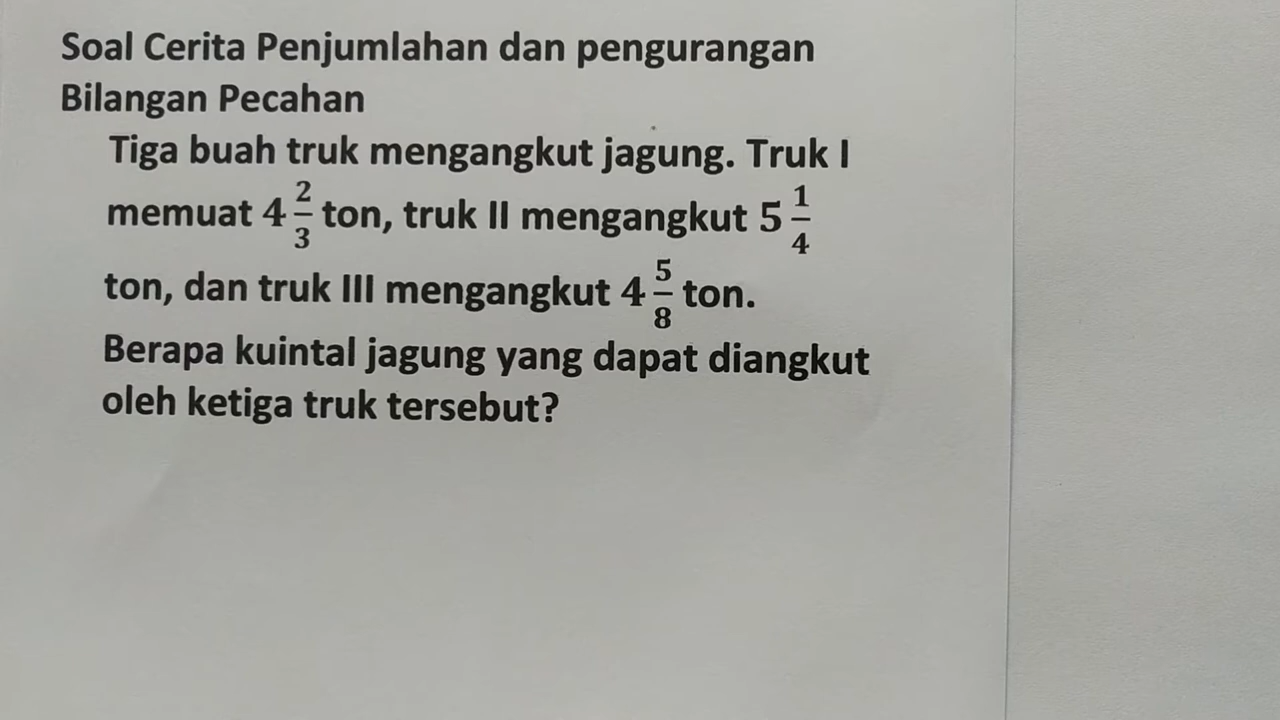 Soal Cerita Penjumlahan dan pengurangan
Bilangan Pecahan
Tiga buah truk mengangkut jagung. Truk I
memuat 4 2/3 ton, truk II mengangkut 5 1/4
ton, dan truk III mengangkut 4 5/8 ton.
Berapa kuintal jagung yang dapat diangkut
oleh ketiga truk tersebut?